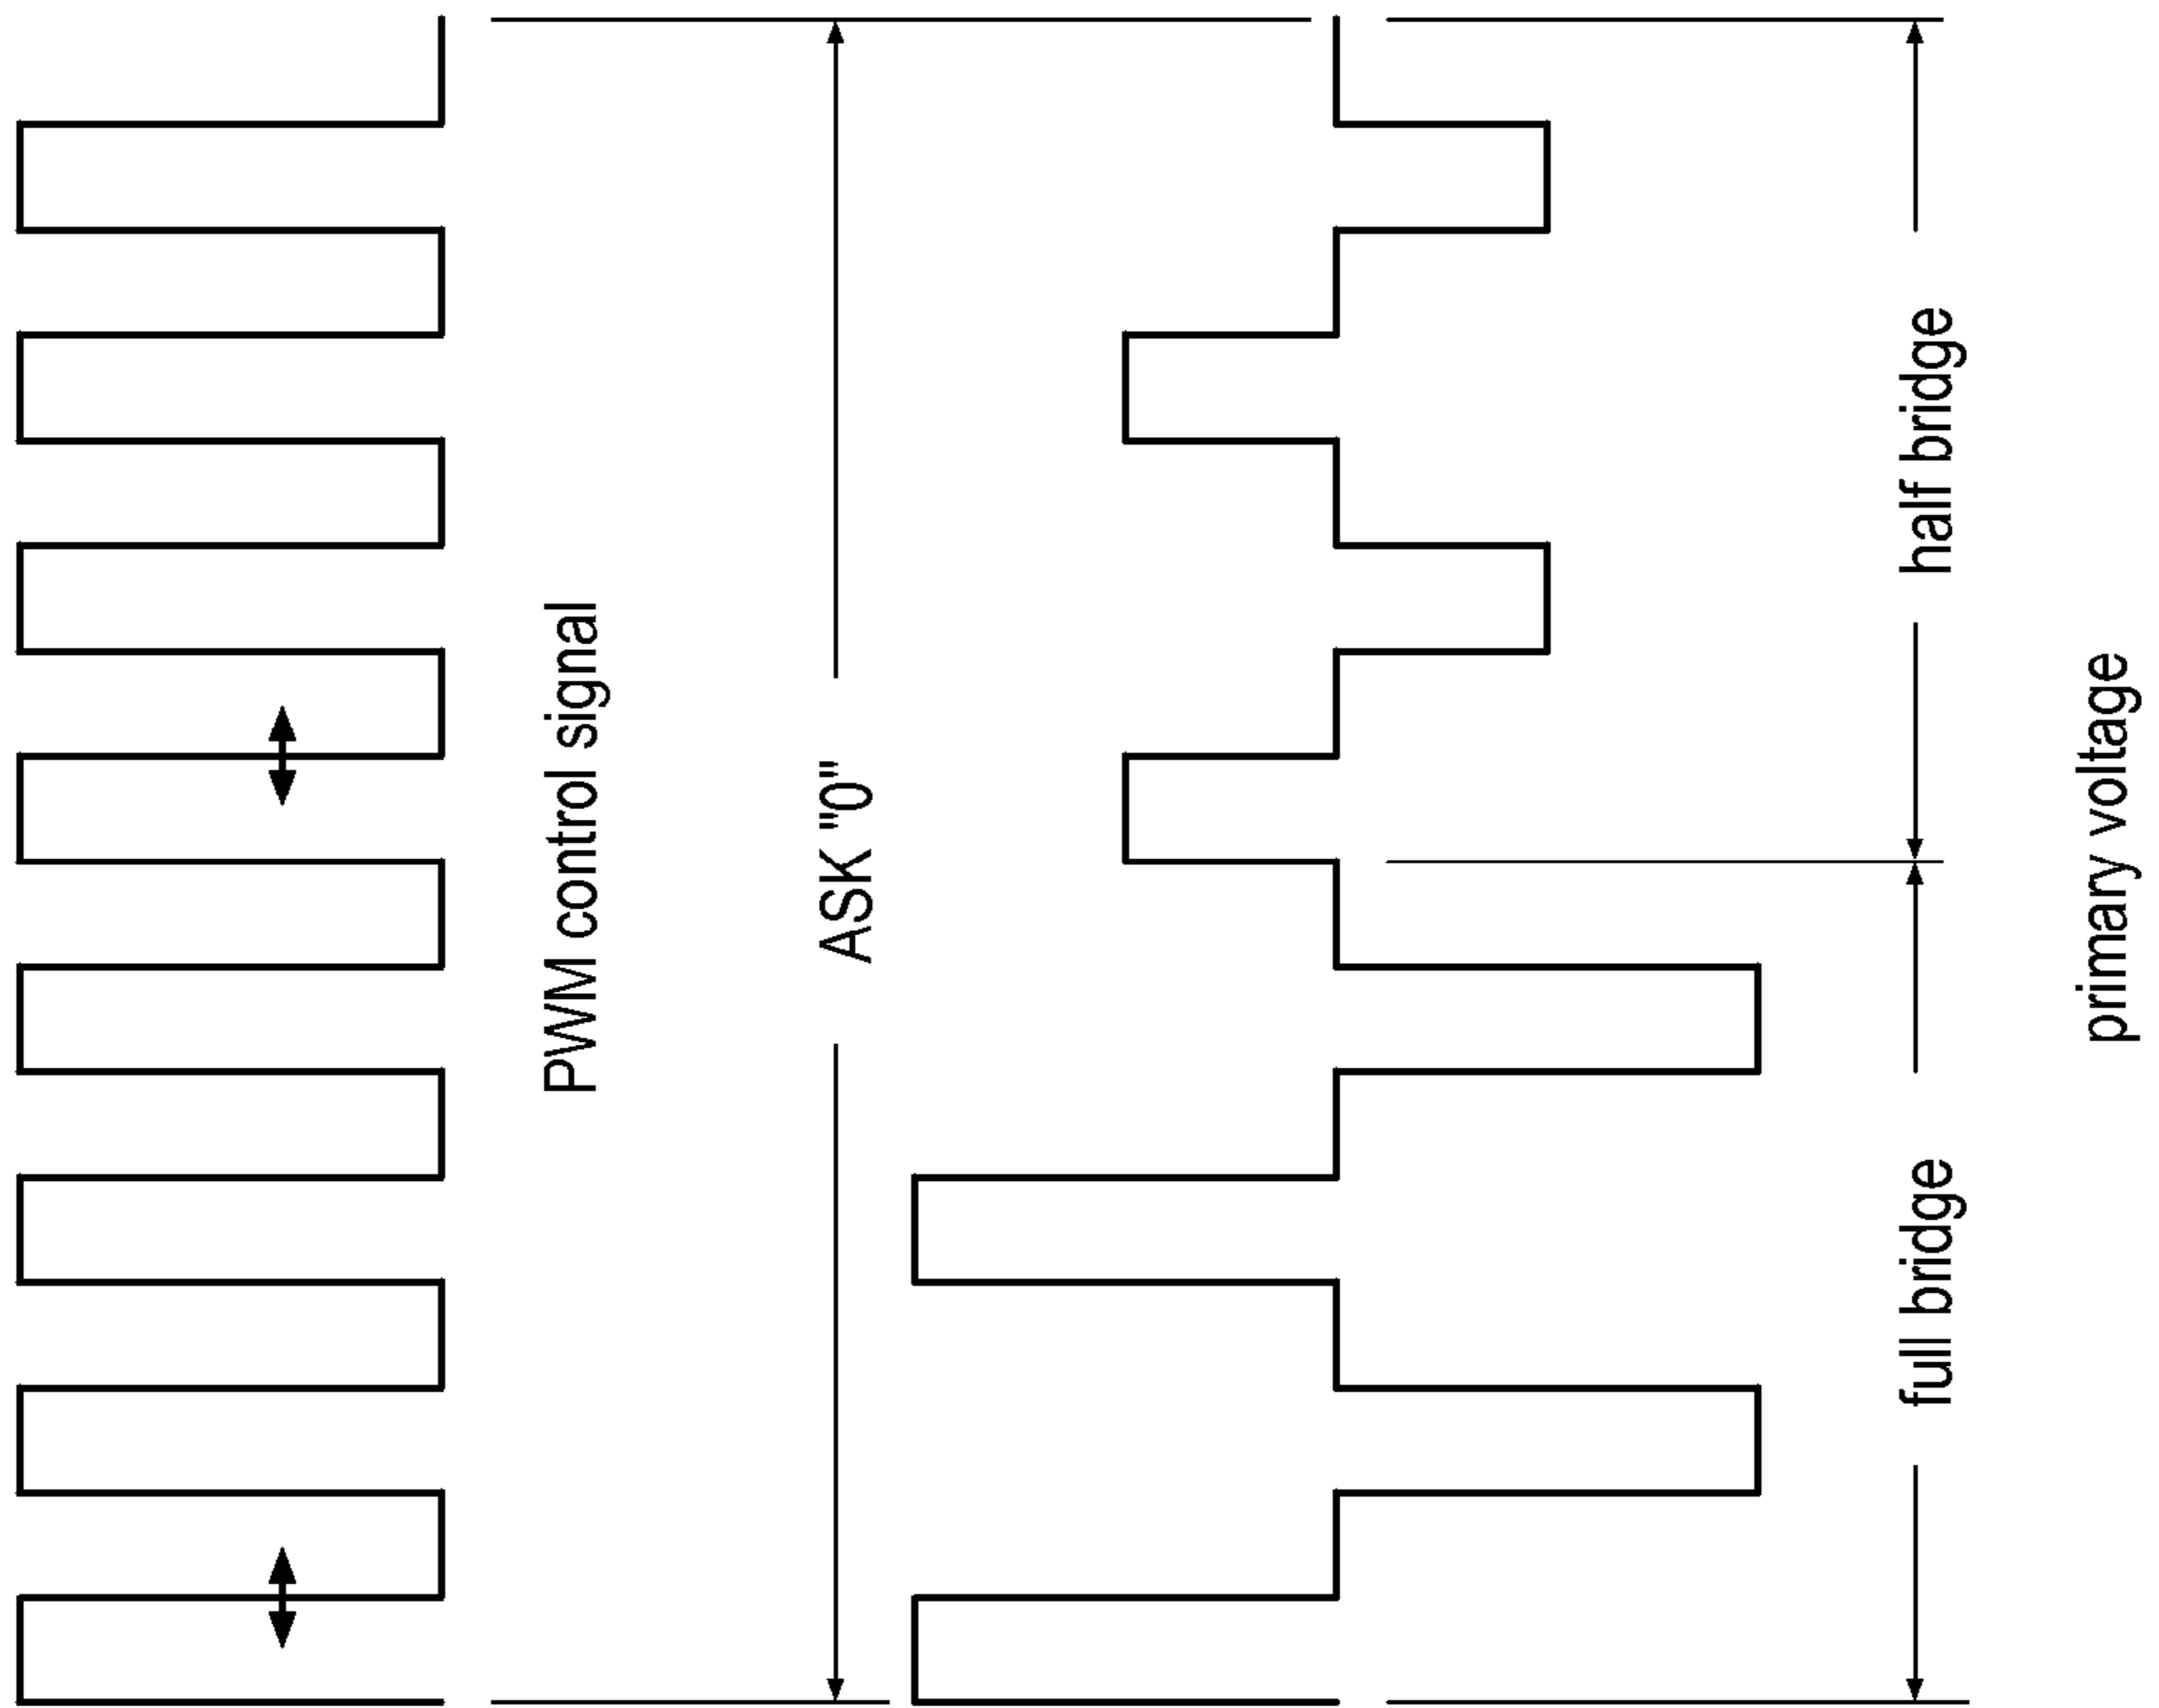 PWM control signal
ASK "0"
full bridge
half bridge
primary voltage